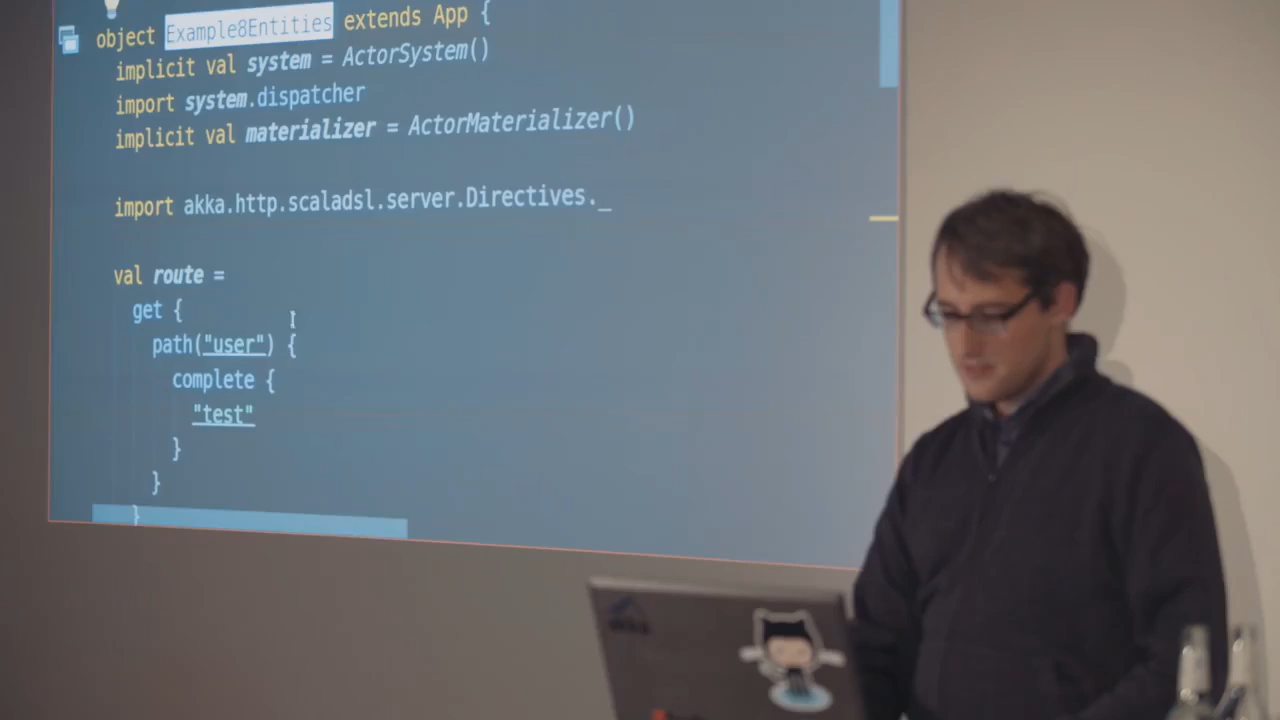 object Example8Entities extends App {
implicit val system = ActorSystem()
import system.dispatcher
implicit val materializer = ActorMaterializer()
import akka.http.scaladsl.server.Directives._
val route =
get {
path("user") {
complete {
"test"
}
}
}